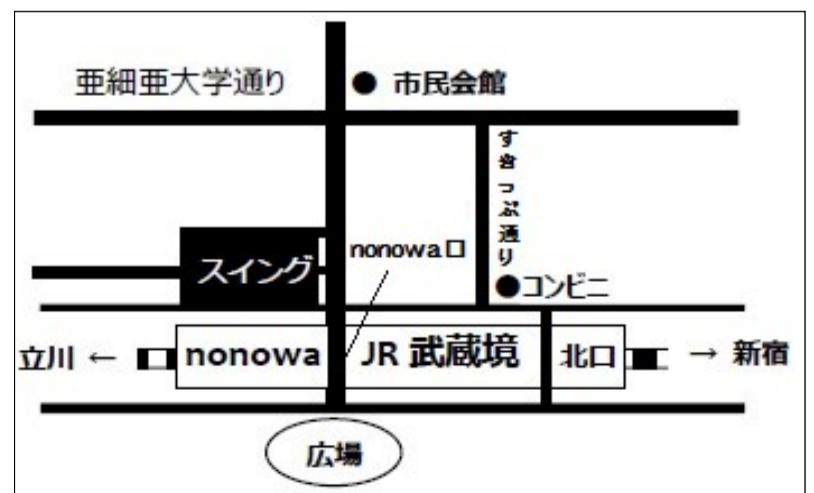 亜細亜大学通り
● 市民会館
すきっぷ通り
nonowa口
スイング
●コンビニ
立川 ←
nonowa
JR 武蔵境
北口
→ 新宿
広場